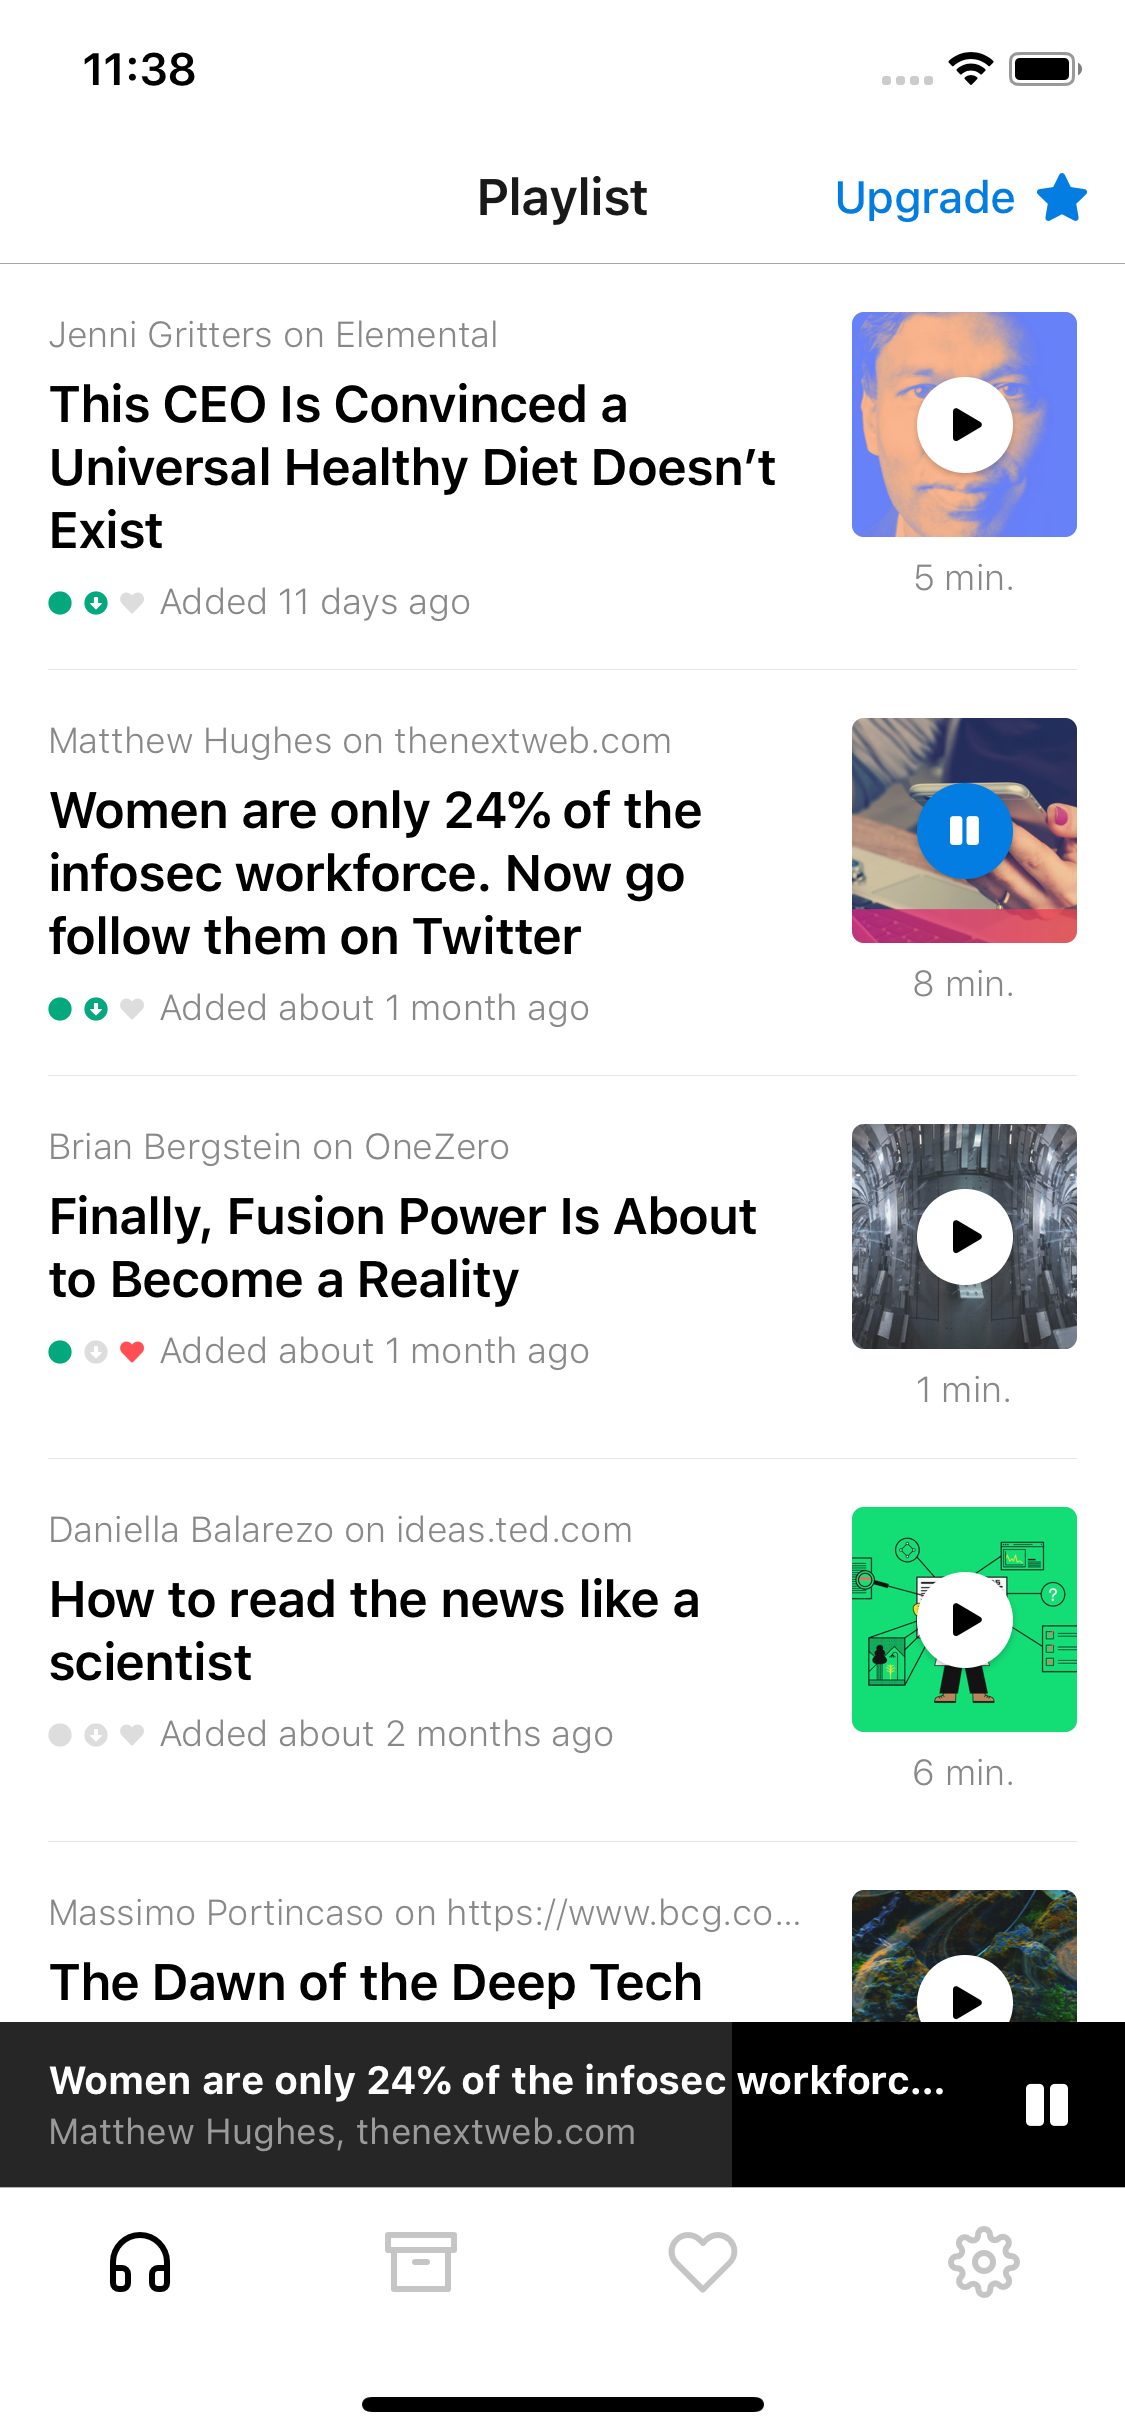 11:38
Playlist
Upgrade
Jenni Gritters on Elemental
This CEO Is Convinced a
Universal Healthy Diet Doesn’t
Exist
Added 11 days ago
5 min.
Matthew Hughes on thenextweb.com
Women are only 24% of the
infosec workforce. Now go
follow them on Twitter
Added about 1 month ago
8 min.
Brian Bergstein on OneZero
Finally, Fusion Power Is About
to Become a Reality
Added about 1 month ago
1 min.
Daniella Balarezo on ideas.ted.com
How to read the news like a
scientist
Added about 2 months ago
?
6 min.
Massimo Portincaso on https://www.bcg.co...
The Dawn of the Deep Tech
Women are only 24% of the infosec workforc...
Matthew Hughes, thenextweb.com